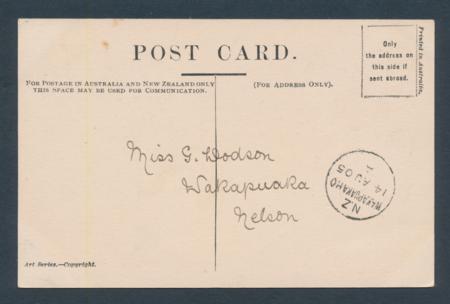 POST CARD.
FOR POSTAGE IN AUSTRALIA AND NEW ZEALAND ONLY
THIS SPACE MAY BE USED FOR COMMUNICATION.
(FOR ADDRESS ONLY).
Only
the address on
this side if
sent abroad.
Printed in Australia.
Miss G. Dodson
Wakapuaka
Nelson
N.Z
WAKAPUAKA
14 AU 05
Art Series.—Copyright.